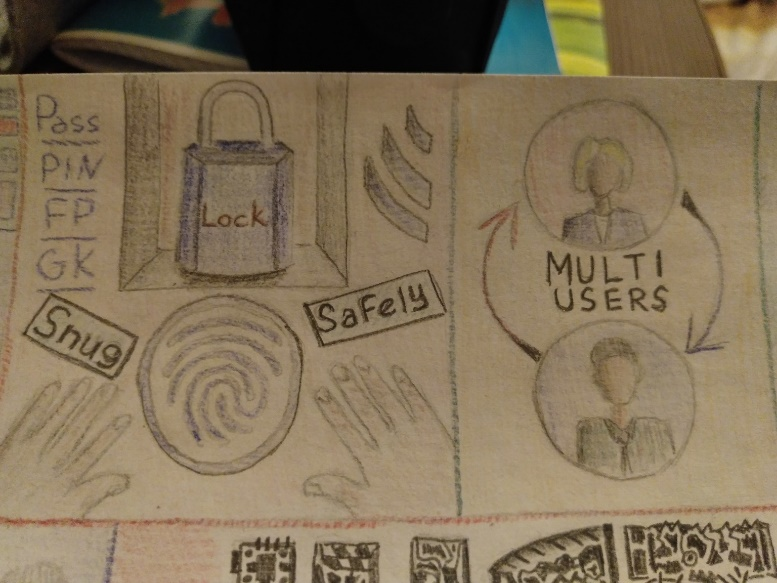 Pass
PIN
FP
GK
Lock
Snug
Safely
MULTI
USERS